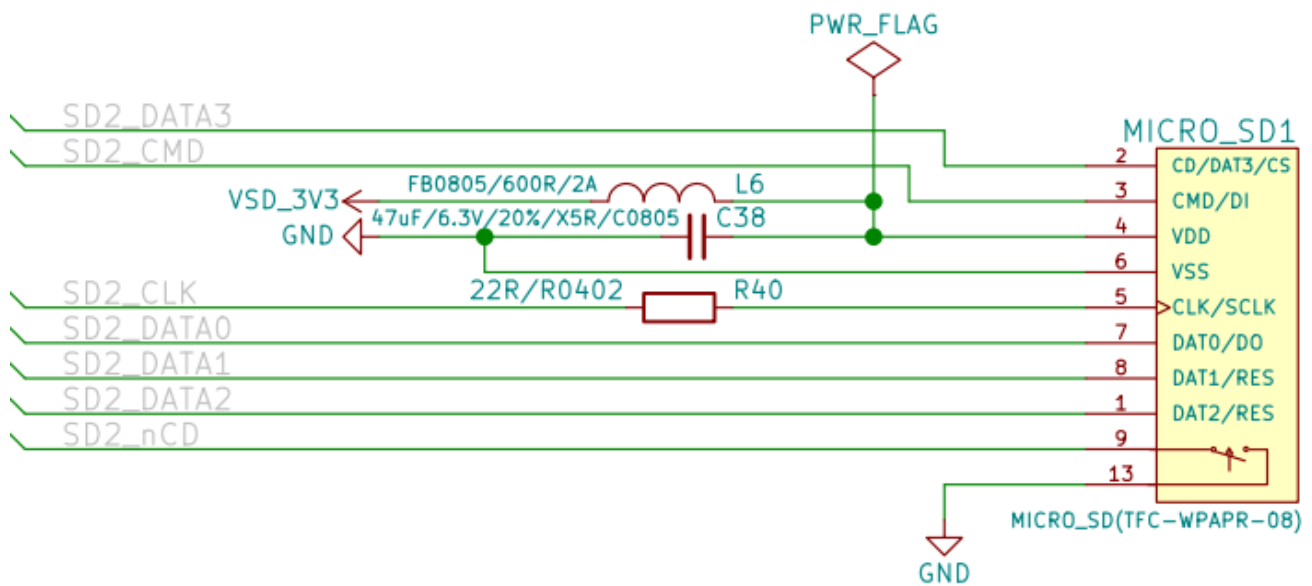 PWR_FLAG
SD2_DATA3
MICRO_SD1
SD2_CMD
2 CD/DAT3/CS
FB0805/600R/2A L6
3 CMD/DI
VSD_3V3
47uF/6.3V/20%/X5R/C0805 C38
GND
4 VDD
6 VSS
SD2_CLK
22R/R0402 R40
5 CLK/SCLK
SD2_DATA0
7 DAT0/DO
SD2_DATA1
8 DAT1/RES
SD2_DATA2
1 DAT2/RES
SD2_nCD
9
13
MICRO_SD(TFC-WPAPR-08)
GND